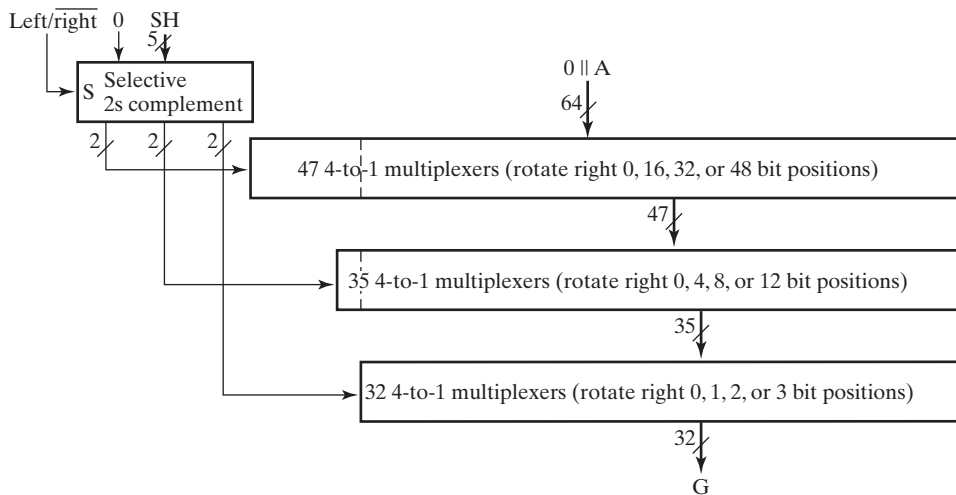 Left/right 0 SH
5
S Selective
2s complement
0 || A
64
2 2 2
47 4-to-1 multiplexers (rotate right 0, 16, 32, or 48 bit positions)
47
35 4-to-1 multiplexers (rotate right 0, 4, 8, or 12 bit positions)
35
32 4-to-1 multiplexers (rotate right 0, 1, 2, or 3 bit positions)
32
G